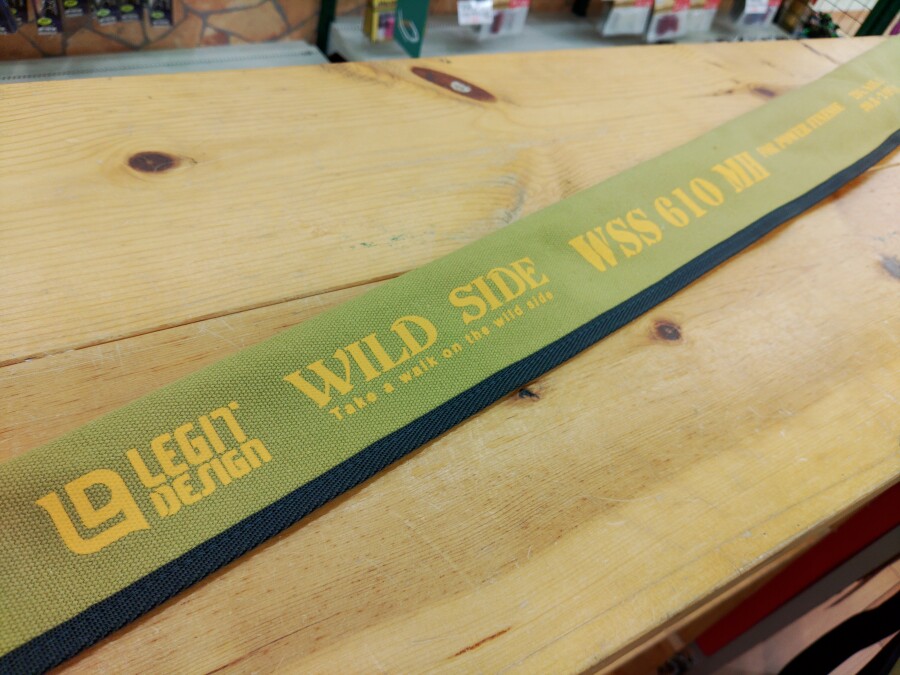 LEGIT
DESIGN
WILD SIDE
Take a walk on the wild side
WSS 610 MH